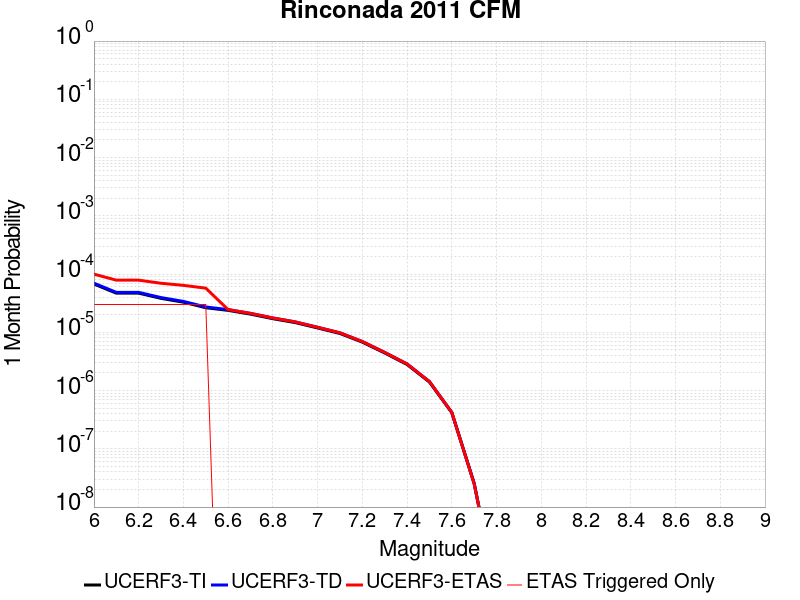 Rinconada 2011 CFM
10^0
10^-1
10^-2
10^-3
10^-4
10^-5
10^-6
10^-7
10^-8
1 Month Probability
6 6.2 6.4 6.6 6.8 7 7.2 7.4 7.6 7.8 8 8.2 8.4 8.6 8.8 9
Magnitude
UCERF3-TI UCERF3-TD UCERF3-ETAS ETAS Triggered Only